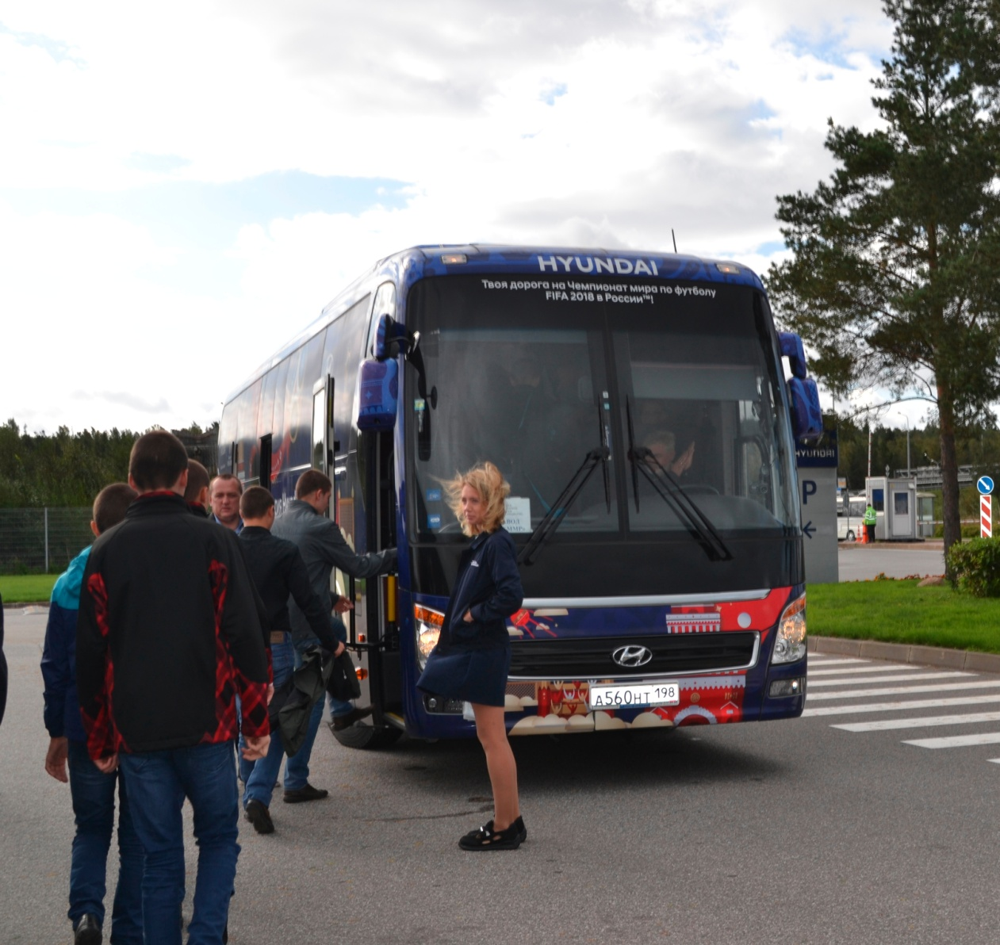 HYUNDAI
Твоя дорога на Чемпионат мира по футболу
FIFA 2018 в России™|
HYUNDAI
P
←
А560НТ 198